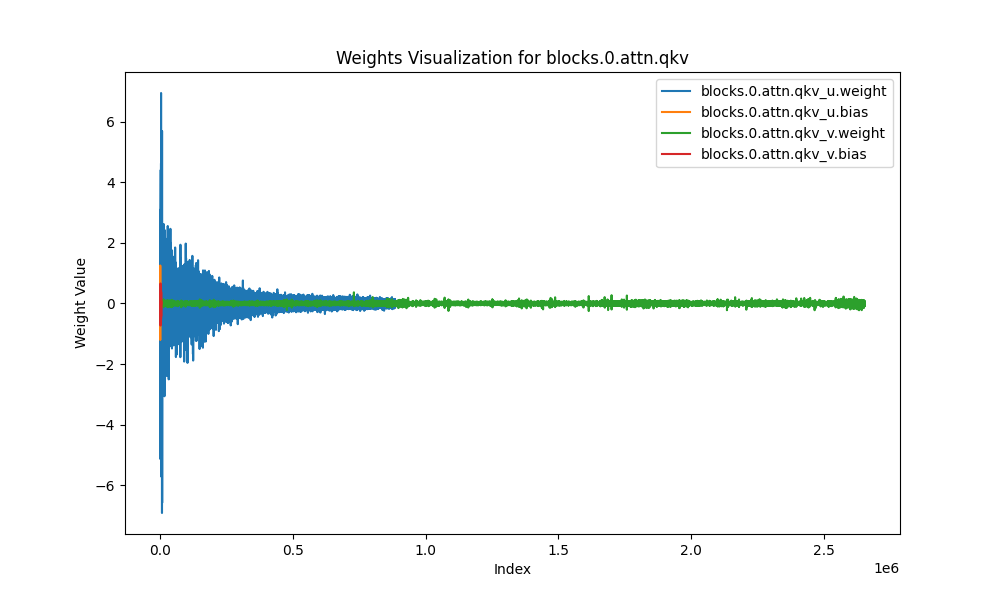 Weights Visualization for blocks.0.attn.qkv
blocks.0.attn.qkv_u.weight
blocks.0.attn.qkv_u.bias
blocks.0.attn.qkv_v.weight
blocks.0.attn.qkv_v.bias
Weight Value
6
4
2
0
−2
−4
−6
0.0 0.5 1.0 1.5 2.0 2.5
1e6
Index